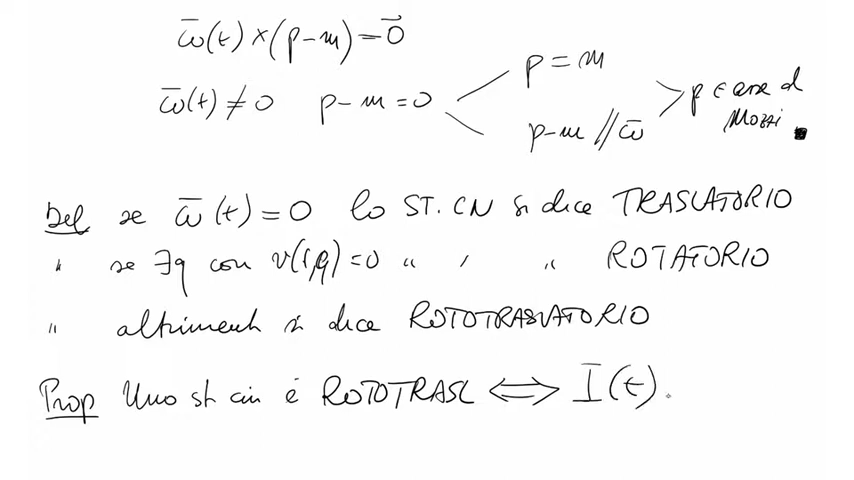 ω̄(t) × (p-m) = 0⃗
ω̄(t) ≠ 0 p-m=0 < p = m
p-m // ω̄ > p ∈ asse di Mozzi
Def se ω̄(t) = 0 lo ST. CN si dice TRASLATORIO
" se ∃q con v(t,q)=0 " " " ROTATORIO
" altrimenti si dice ROTOTRASLATORIO
Prop Uno st cin è ROTOTRASL ⟺ I(t).